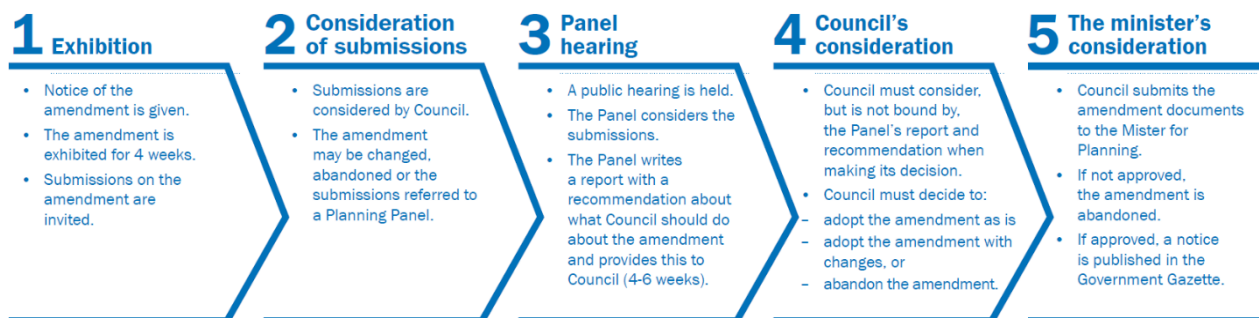 1 Exhibition
• Notice of the
amendment is given.
• The amendment is
exhibited for 4 weeks.
• Submissions on the
amendment are
invited.
2 Consideration
of submissions
• Submissions are
considered by Council.
• The amendment
may be changed,
abandoned or the
submissions referred to
a Planning Panel.
3 Panel
hearing
• A public hearing is held.
• The Panel considers the
submissions.
• The Panel writes
a report with a
recommendation about
what Council should do
about the amendment
and provides this to
Council (4-6 weeks).
4 Council's
consideration
• Council must consider,
but is not bound by,
the Panel's report and
recommendation when
making its decision.
• Council must decide to:
– adopt the amendment as is
– adopt the amendment with
changes, or
– abandon the amendment.
5 The minister's
consideration
• Council submits the
amendment documents
to the Mister for
Planning.
• If not approved,
the amendment is
abandoned.
• If approved, a notice
is published in the
Government Gazette.